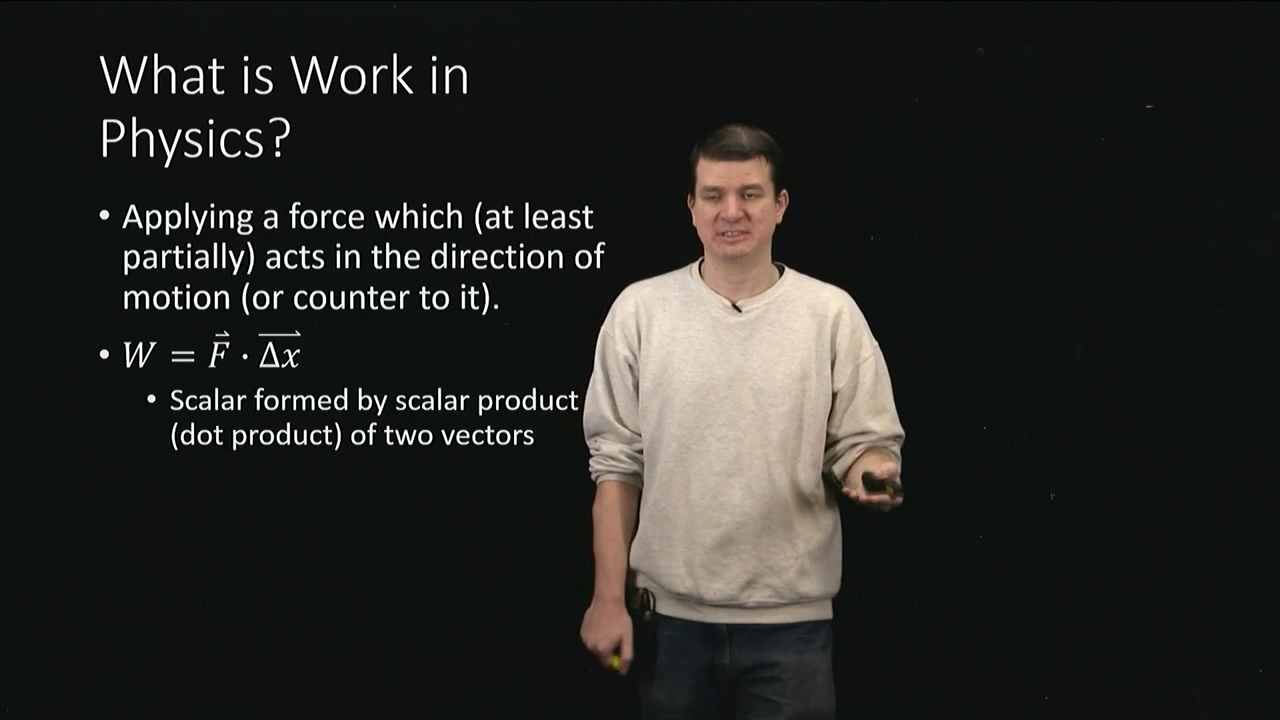 What is Work in
Physics?
• Applying a force which (at least
partially) acts in the direction of
motion (or counter to it).
• W = F⃗ · Δx⃗
• Scalar formed by scalar product
(dot product) of two vectors